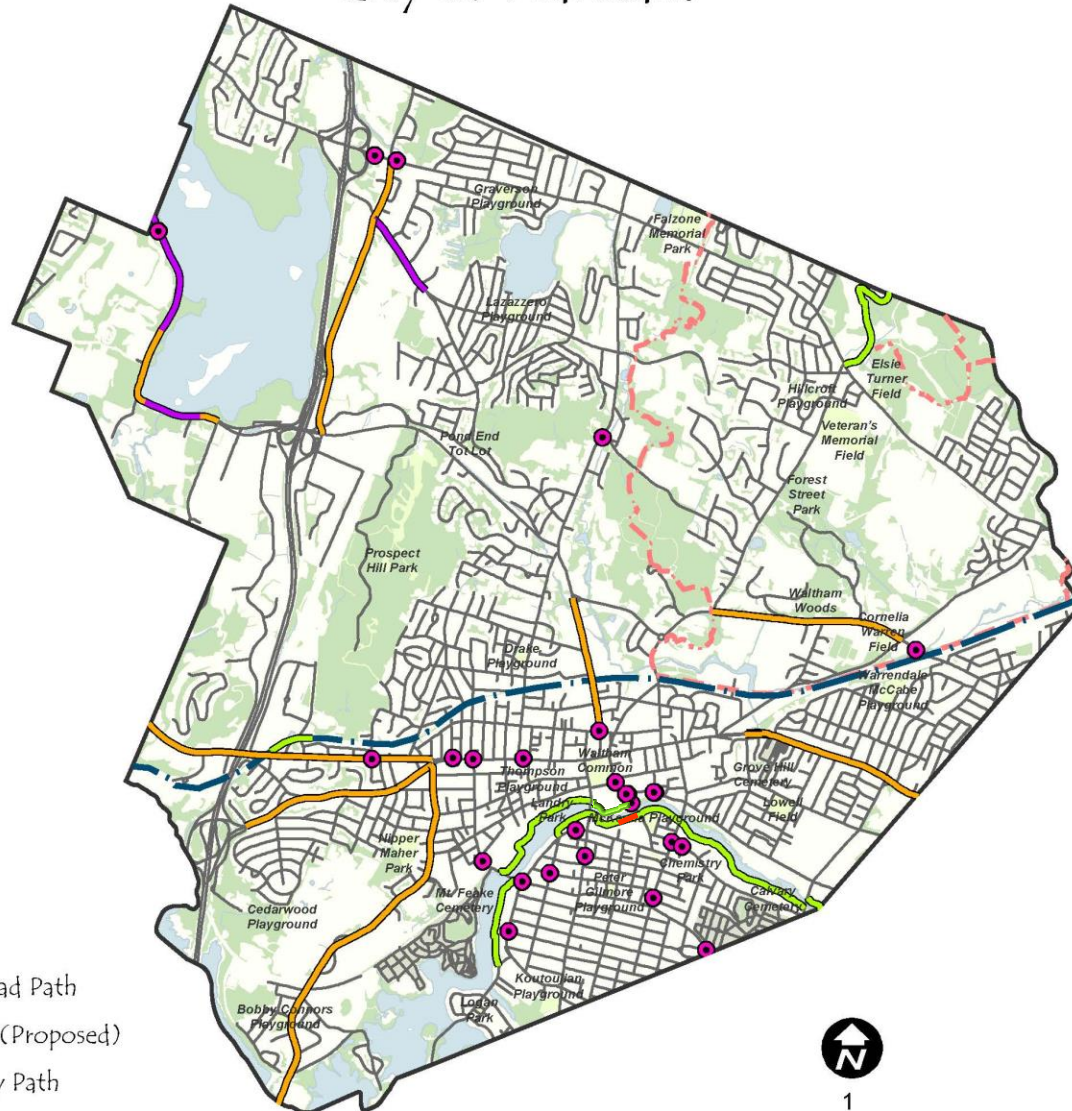 Graverson
Playground
Falzone
Memorial
Park
Lazazzero
Playground
Elsie
Turner
Field
Hillcroft
Playground
Veteran's
Memorial
Field
Pond End
Tot Lot
Forest
Street
Park
Prospect
Hill Park
Waltham
Woods
Cornelia
Warren
Field
Drake
Playground
Warrendale
McCabe
Playground
Waltham
Common
Thompson
Playground
Grove Hill
Cemetery
Landry
Park
McKenna Playground
Lowell
Field
Nipper
Maher
Park
Chemistry
Park
Peter
Gilmore
Playground
Mt. Feake
Cemetery
Calvary
Cemetery
Cedarwood
Playground
Koutoulian
Playground
Logan
Park
Bobby Connors
Playground
ad Path
(Proposed)
y Path
N
1